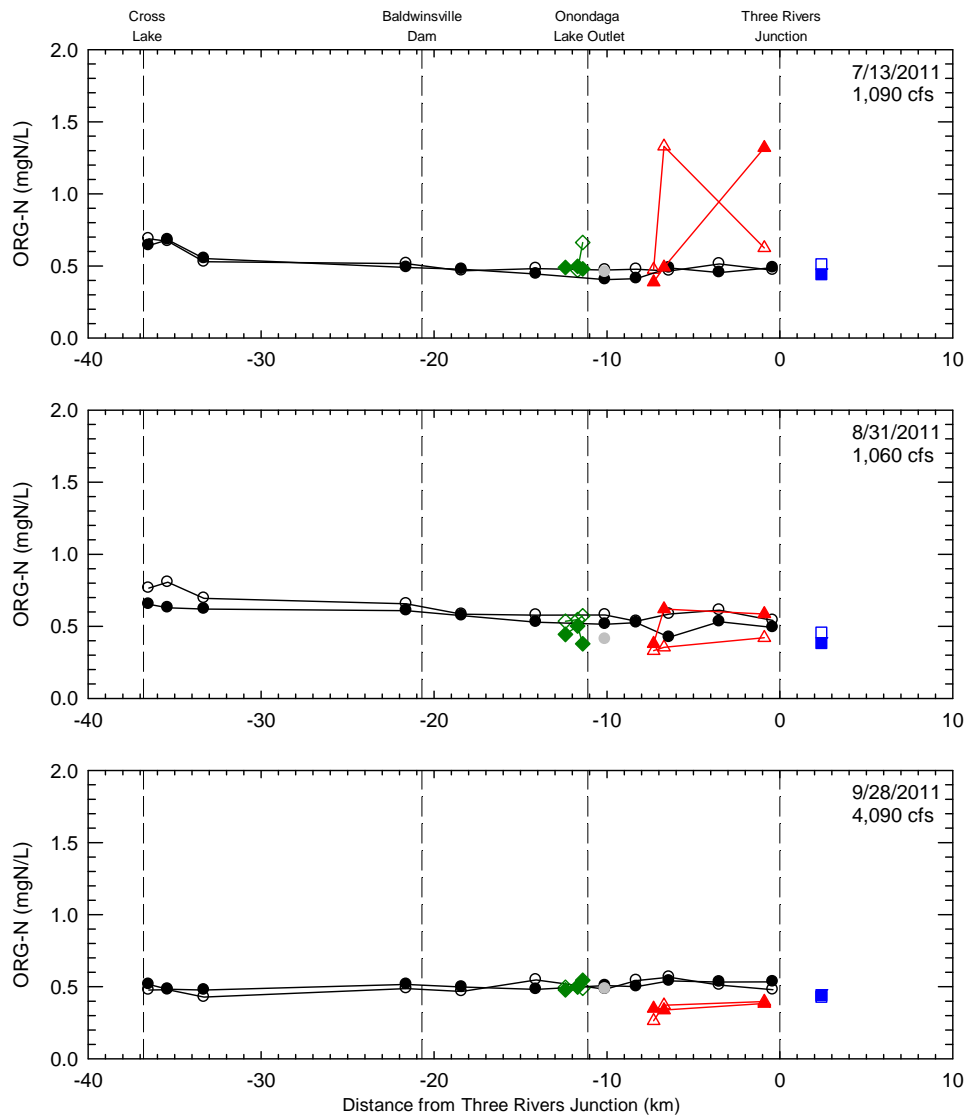 Cross Baldwinsville Onondaga Three Rivers
Lake Dam Lake Outlet Junction
2.0
7/13/2011
1,090 cfs
1.5
ORG-N (mgN/L)
1.0
0.5
0.0
-40 -30 -20 -10 0 10
2.0
8/31/2011
1,060 cfs
1.5
ORG-N (mgN/L)
1.0
0.5
0.0
-40 -30 -20 -10 0 10
2.0
9/28/2011
4,090 cfs
1.5
ORG-N (mgN/L)
1.0
0.5
0.0
-40 -30 -20 -10 0 10
Distance from Three Rivers Junction (km)